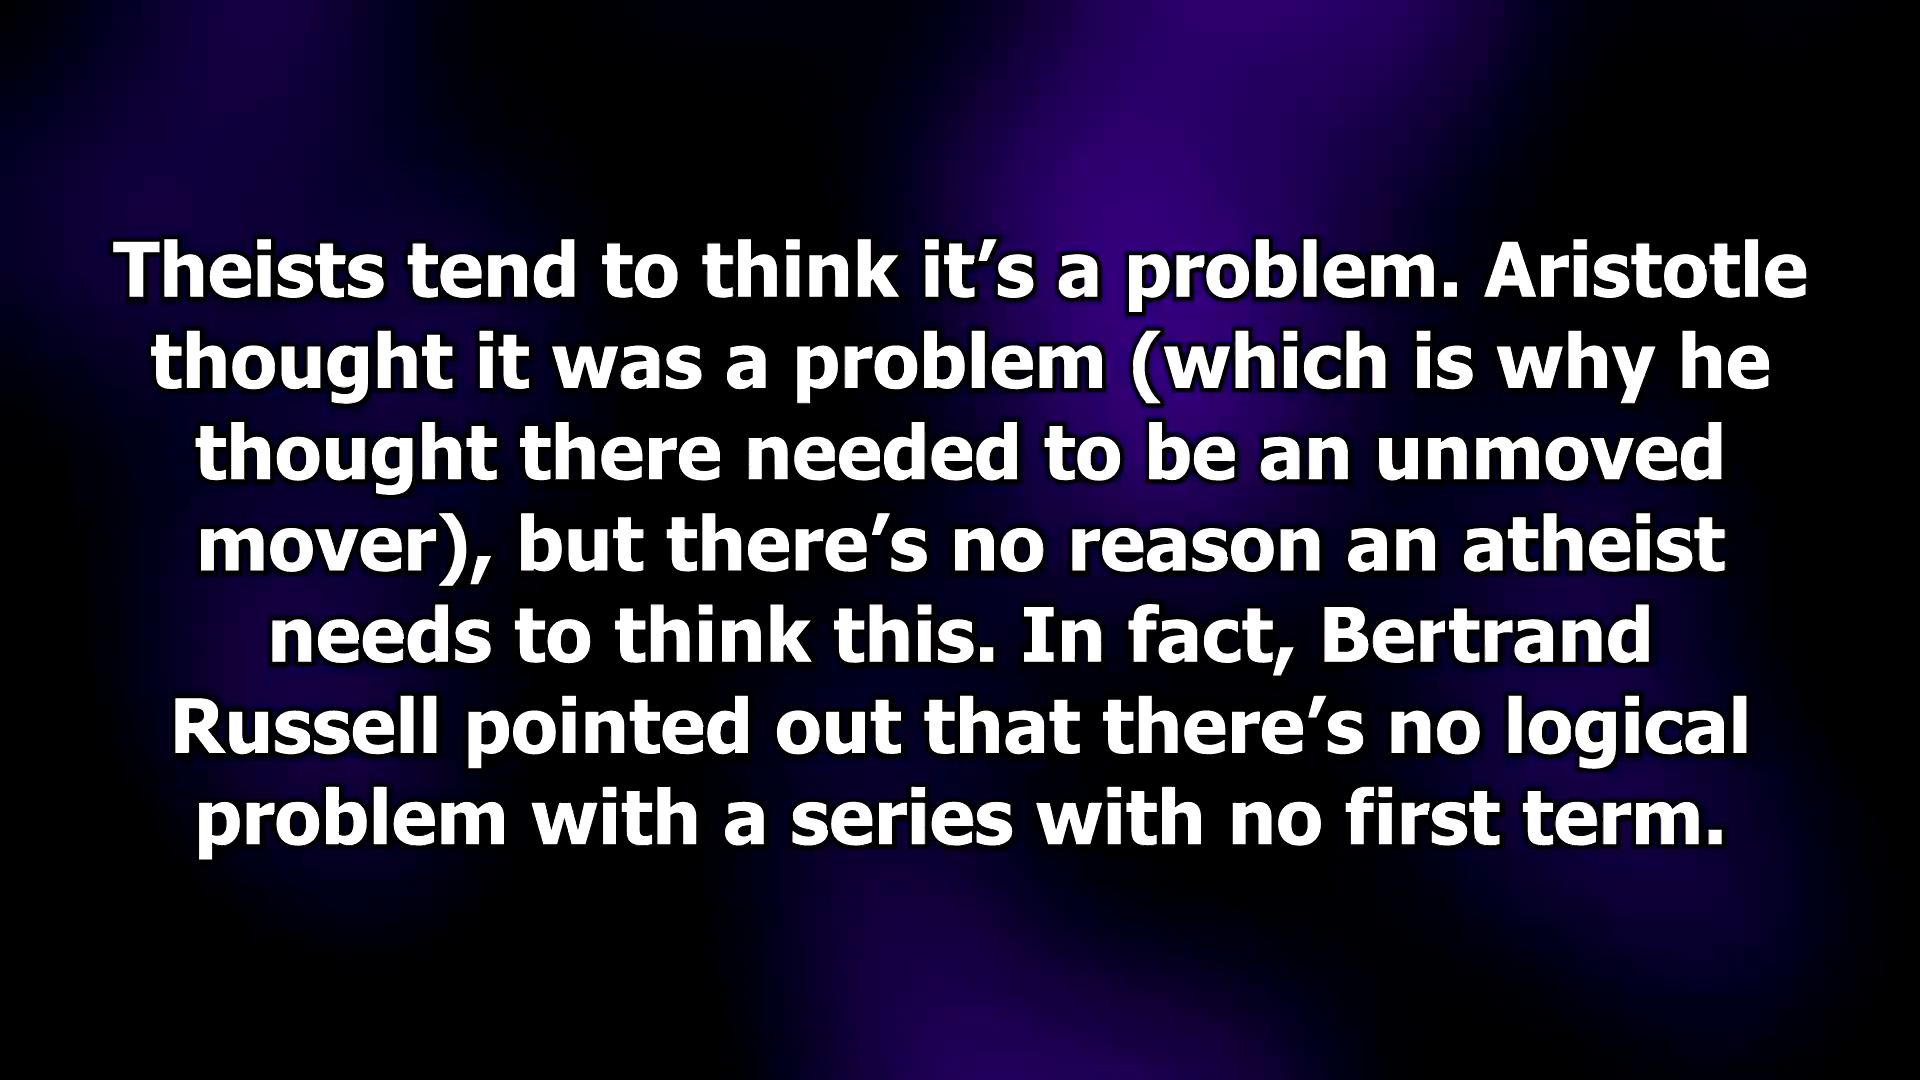 Theists tend to think it’s a problem. Aristotle
thought it was a problem (which is why he
thought there needed to be an unmoved
mover), but there’s no reason an atheist
needs to think this. In fact, Bertrand
Russell pointed out that there’s no logical
problem with a series with no first term.